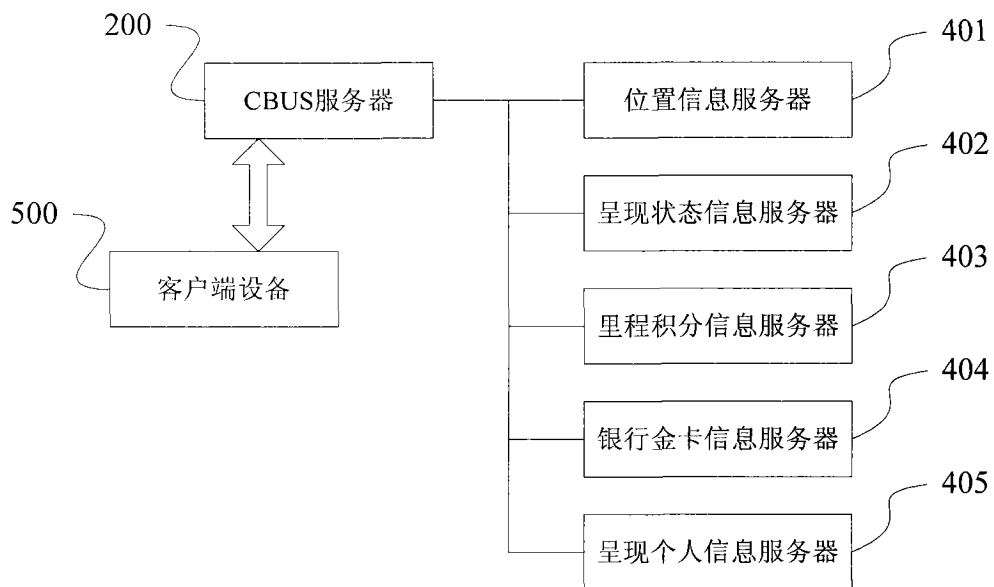 200
CBUS服务器
500
客户端设备
401
位置信息服务器
402
呈现状态信息服务器
403
里程积分信息服务器
404
银行金卡信息服务器
405
呈现个人信息服务器